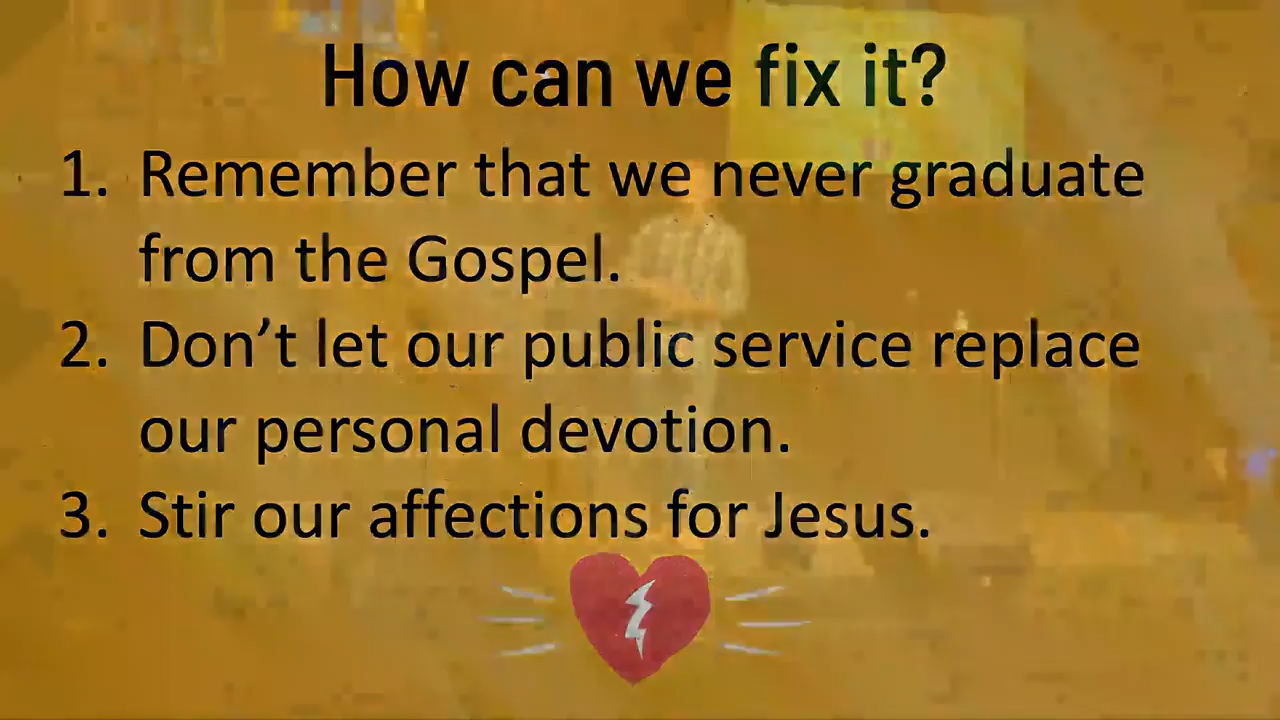 How can we fix it?
1. Remember that we never graduate
from the Gospel.
2. Don’t let our public service replace
our personal devotion.
3. Stir our affections for Jesus.